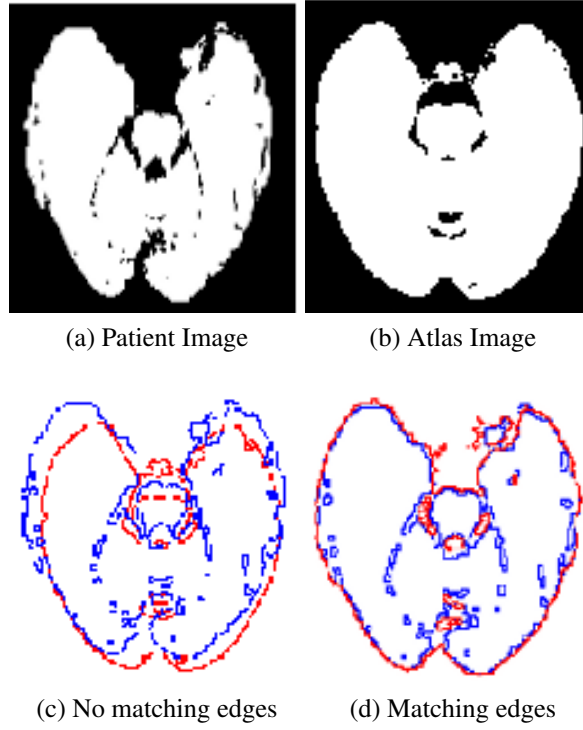 (a) Patient Image
(b) Atlas Image
(c) No matching edges
(d) Matching edges